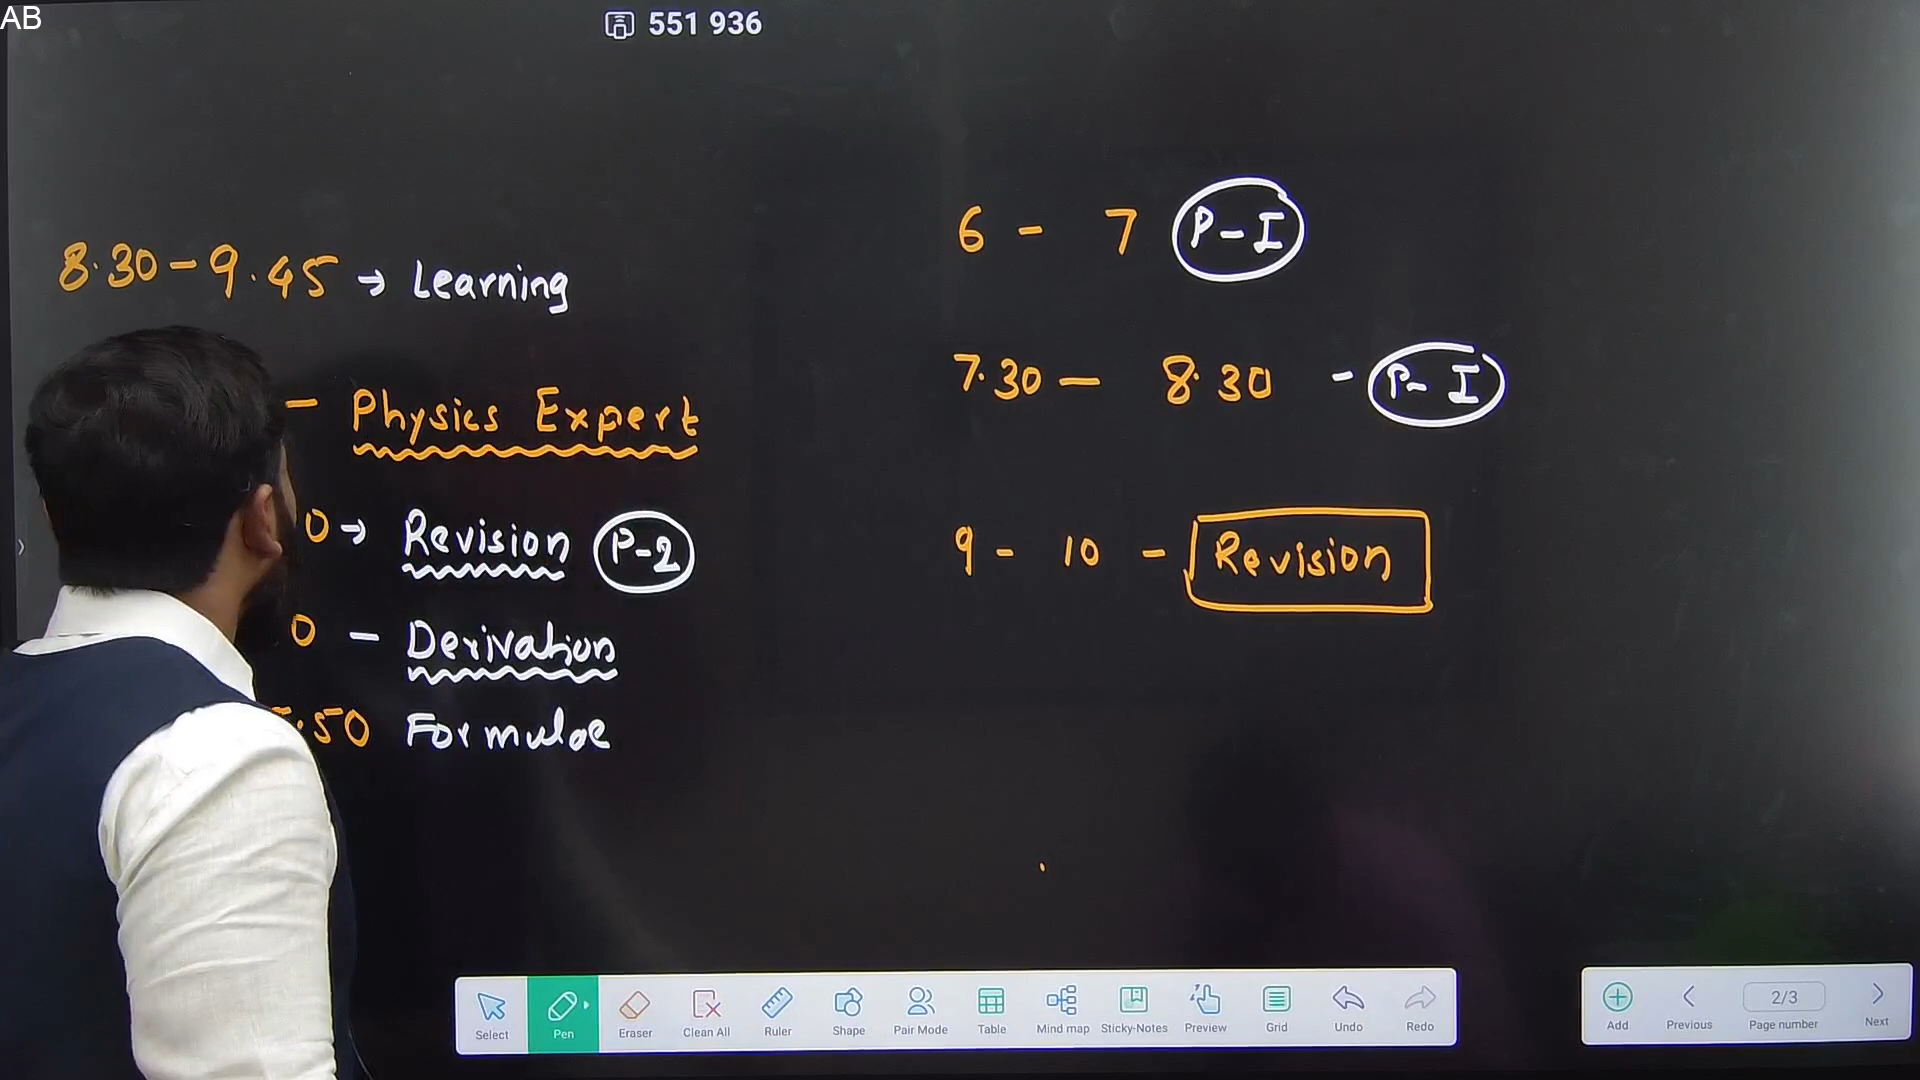 AB
551 936
8.30 - 9.45 → Learning
- Physics Expert
0 → Revision P-2
0 - Derivation
.50 Formulae
6 - 7 P-I
7.30 - 8.30 - P-I
9 - 10 - Revision
Select Pen Eraser Clean All Ruler Shape Pair Mode Table Mind map Sticky-Notes Preview Grid Undo Redo
Add Previous 2/3 Page number Next